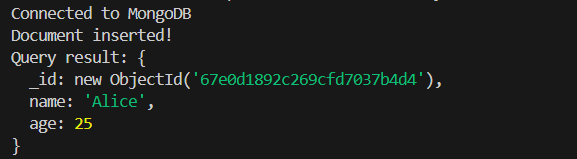 Connected to MongoDB
Document inserted!
Query result: {
  _id: new ObjectId('67e0d1892c269cfd7037b4d4'),
  name: 'Alice',
  age: 25
}